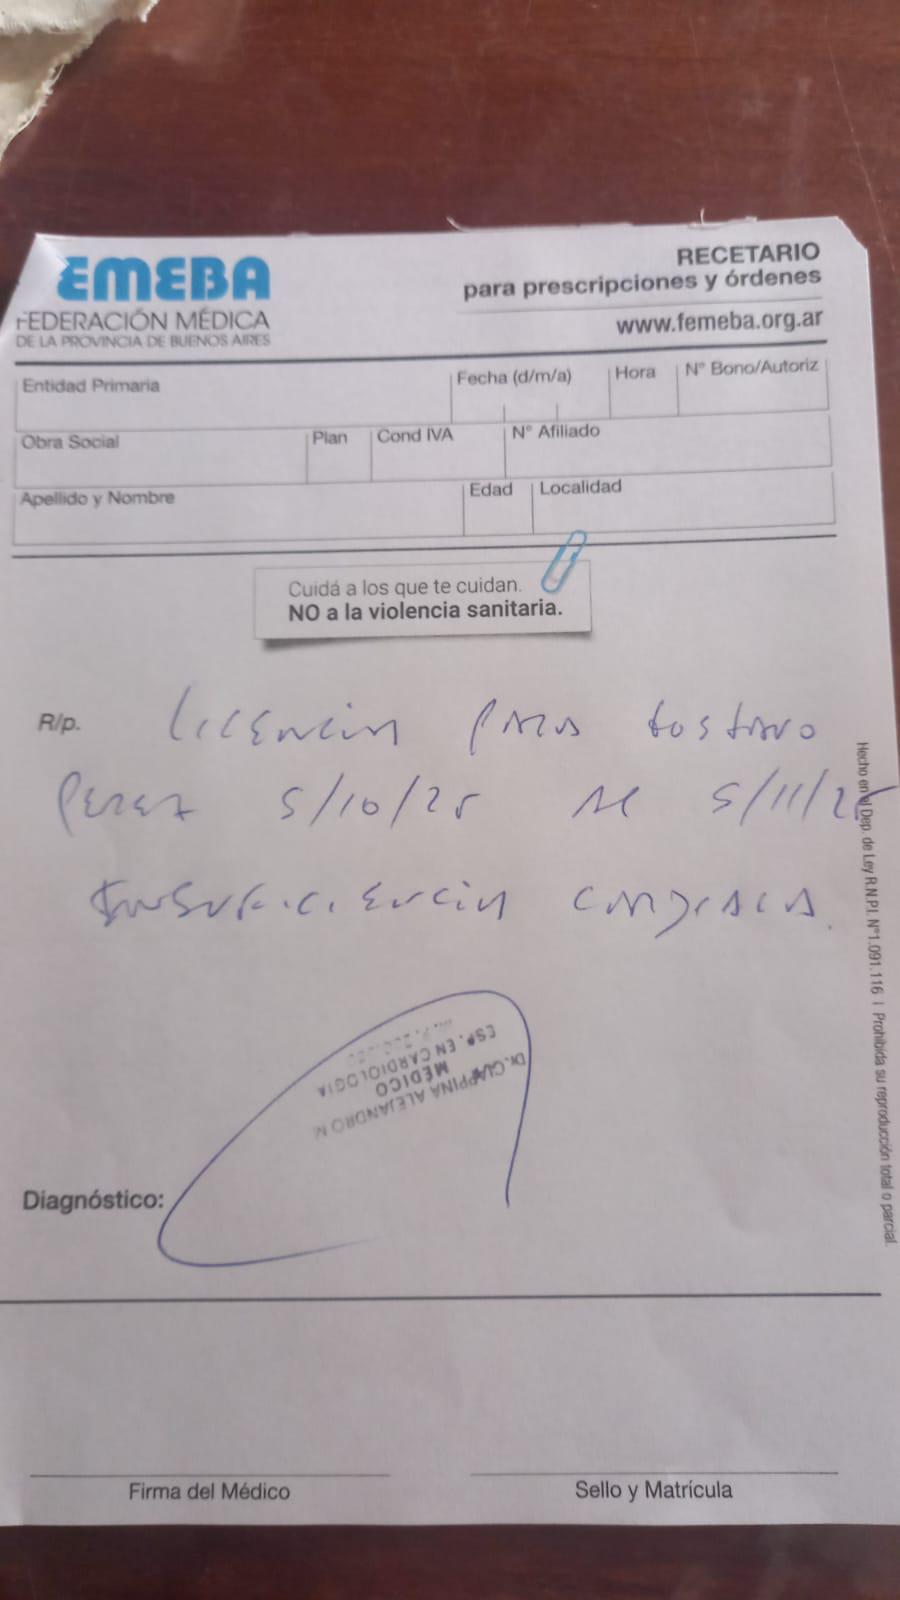 EMEBA
FEDERACIÓN MÉDICA
DE LA PROVINCIA DE BUENOS AIRES
RECETARIO
para prescripciones y órdenes
www.femeba.org.ar
Entidad Primaria
Fecha (d/m/a)
Hora
N° Bono/Autoriz
Obra Social
Plan
Cond IVA
N° Afiliado
Apellido y Nombre
Edad
Localidad
Cuidá a los que te cuidan.
NO a la violencia sanitaria.
R/p. Licencia para Gustavo
Perez 5/10/25 al 5/11/25
Insuficiencia cardiaca.
Dr. ALEJANDRO M
MEDICO
ESP. EN CARDIOLOGIA
Diagnóstico:
Firma del Médico
Sello y Matrícula
Hecho en el Dep. de Ley R.N.P.I. N°1.091.116 | Prohibida su reproducción total o parcial.